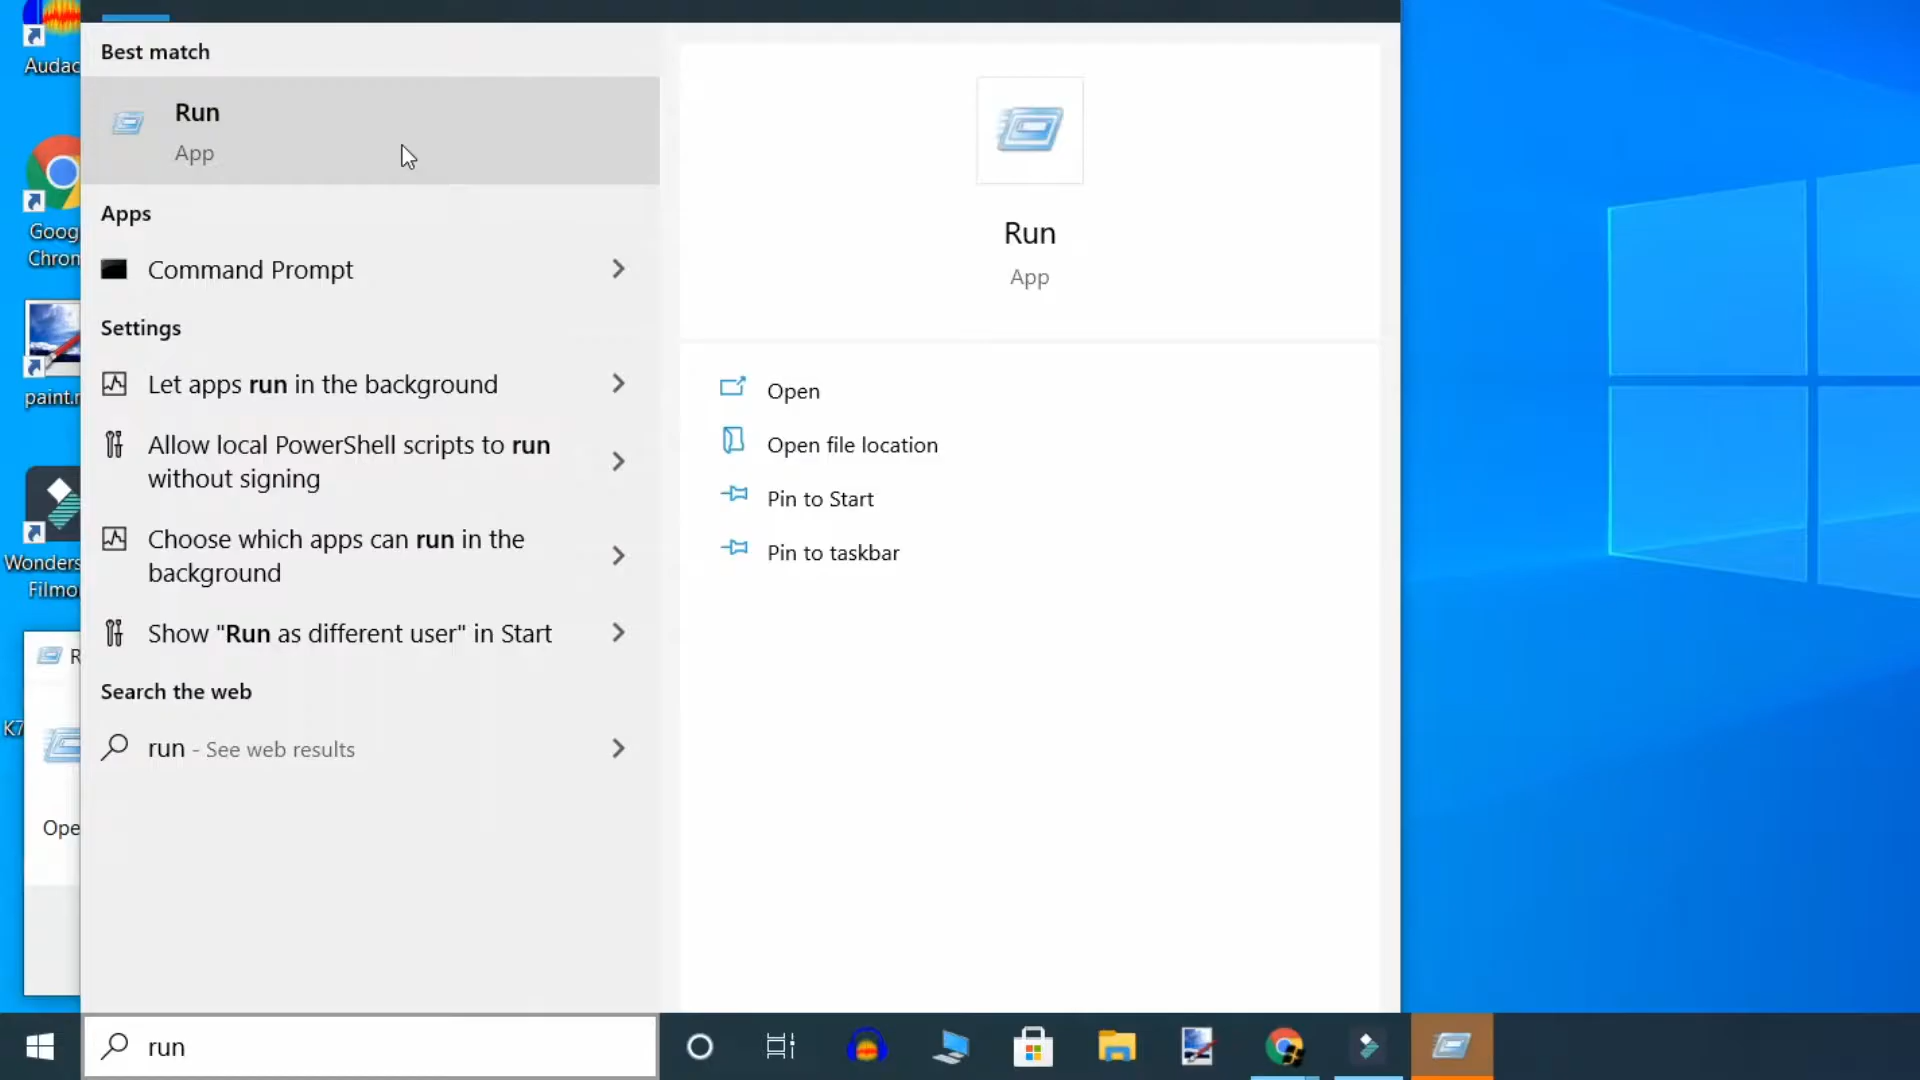 Audac
Goog
Chron
paint.n
Wonders
Filmo
K7
R
Ope
Best match
Run
App
Apps
Command Prompt
Settings
Let apps run in the background
Allow local PowerShell scripts to run
without signing
Choose which apps can run in the
background
Show "Run as different user" in Start
Search the web
run - See web results
run
Run
App
Open
Open file location
Pin to Start
Pin to taskbar